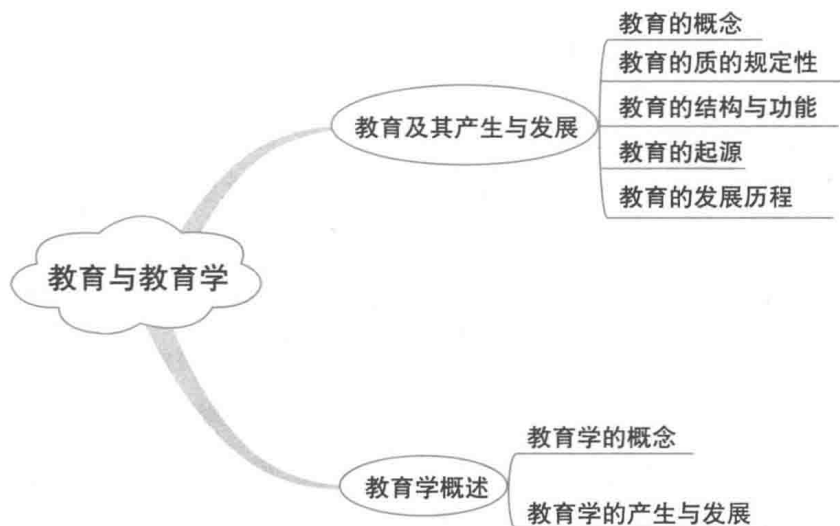 教育与教育学
教育及其产生与发展
教育的概念
教育的质的规定性
教育的结构与功能
教育的起源
教育的发展历程
教育学概述
教育学的概念
教育学的产生与发展